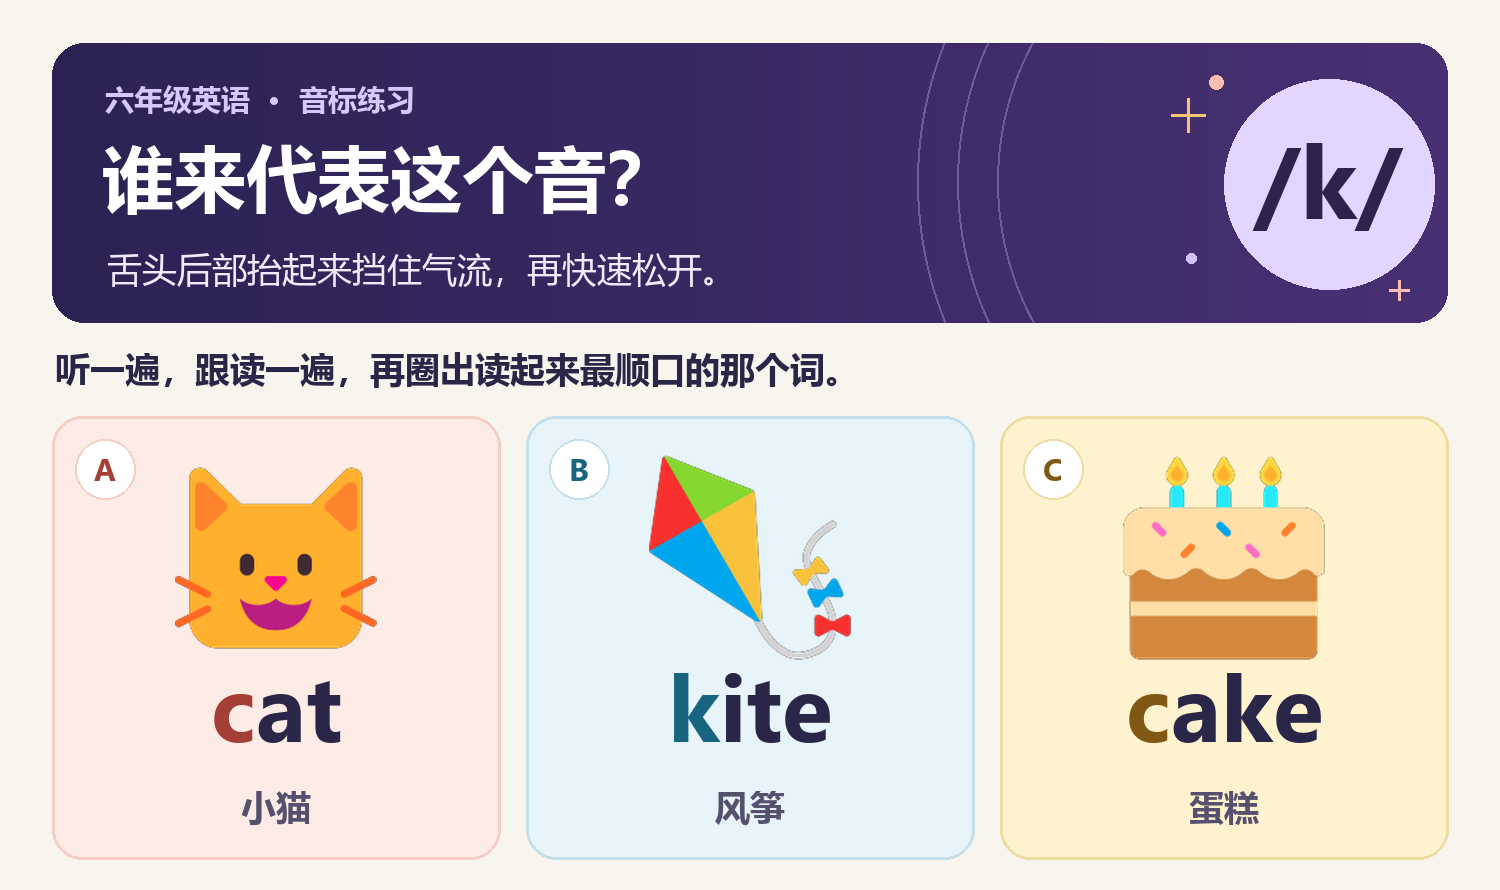 六年级英语 • 音标练习
谁来代表这个音？
舌头后部抬起来挡住气流，再快速松开。
/k/
听一遍，跟读一遍，再圈出读起来最顺口的那个词。
A
cat
小猫
B
kite
风筝
C
cake
蛋糕